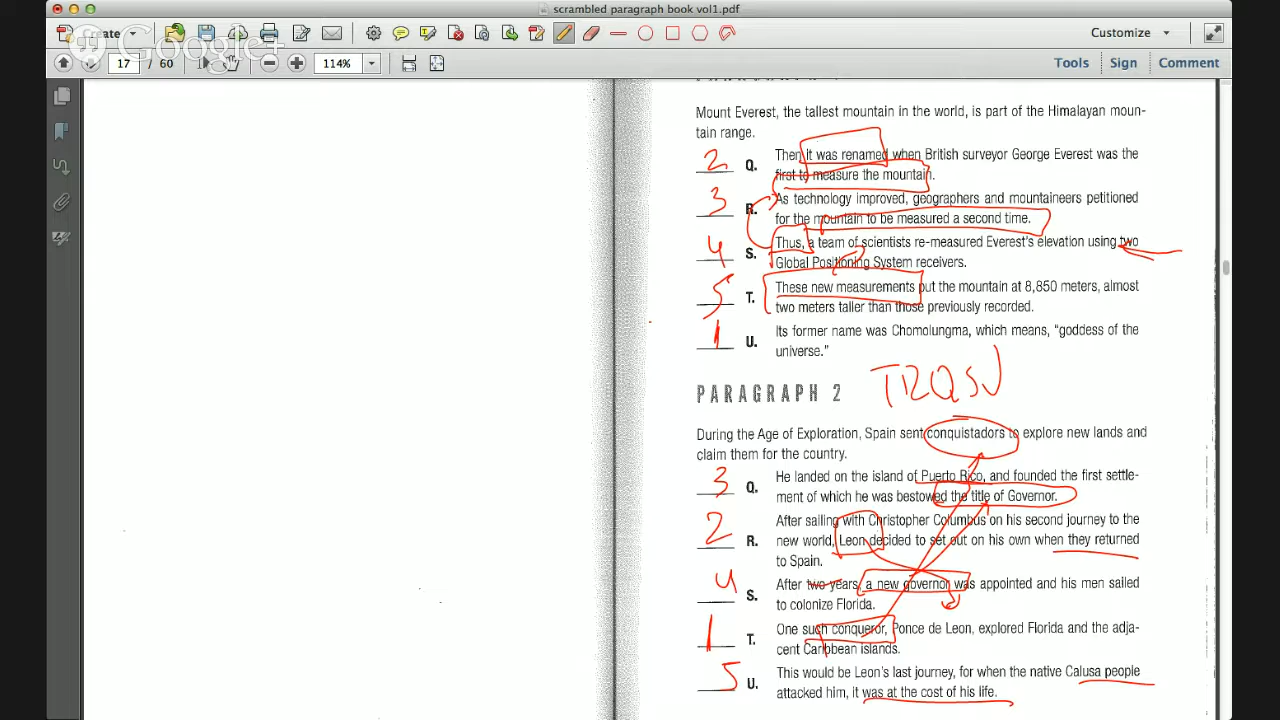 scrambled paragraph book vol1.pdf
Create
Customize
Google+
17 / 60
114%
Tools Sign Comment
Mount Everest, the tallest mountain in the world, is part of the Himalayan moun-
tain range.
2 Q. Then it was renamed when British surveyor George Everest was the
first to measure the mountain.
3 R. As technology improved, geographers and mountaineers petitioned
for the mountain to be measured a second time.
4 S. Thus, a team of scientists re-measured Everest's elevation using two
Global Positioning System receivers.
5 T. These new measurements put the mountain at 8,850 meters, almost
two meters taller than those previously recorded.
1 U. Its former name was Chomolungma, which means, "goddess of the
universe."
PARAGRAPH 2 TRQSU
During the Age of Exploration, Spain sent conquistadors to explore new lands and
claim them for the country.
3 Q. He landed on the island of Puerto Rico, and founded the first settle-
ment of which he was bestowed the title of Governor.
2 R. After sailing with Christopher Columbus on his second journey to the
new world, Leon decided to set out on his own when they returned
to Spain.
4 S. After two years, a new governor was appointed and his men sailed
to colonize Florida.
1 T. One such conqueror, Ponce de Leon, explored Florida and the adja-
cent Caribbean islands.
5 U. This would be Leon's last journey, for when the native Calusa people
attacked him, it was at the cost of his life.